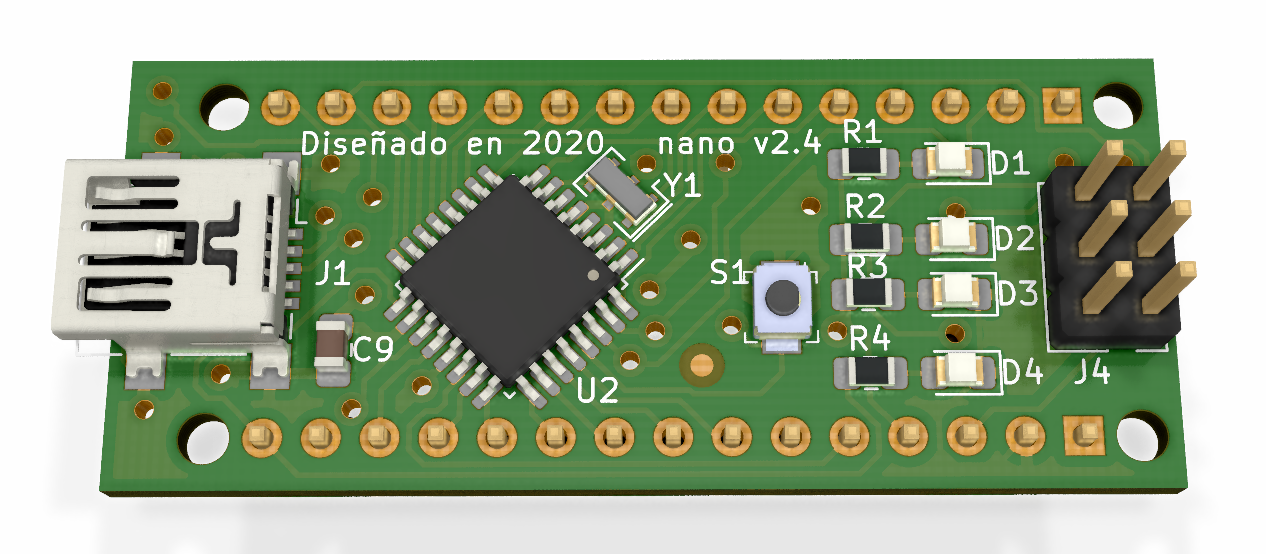 Diseñado en 2020 nano v2.4
R1
D1
Y1
R2
D2
J1
S1
R3
D3
C9
R4
U2
D4
J4